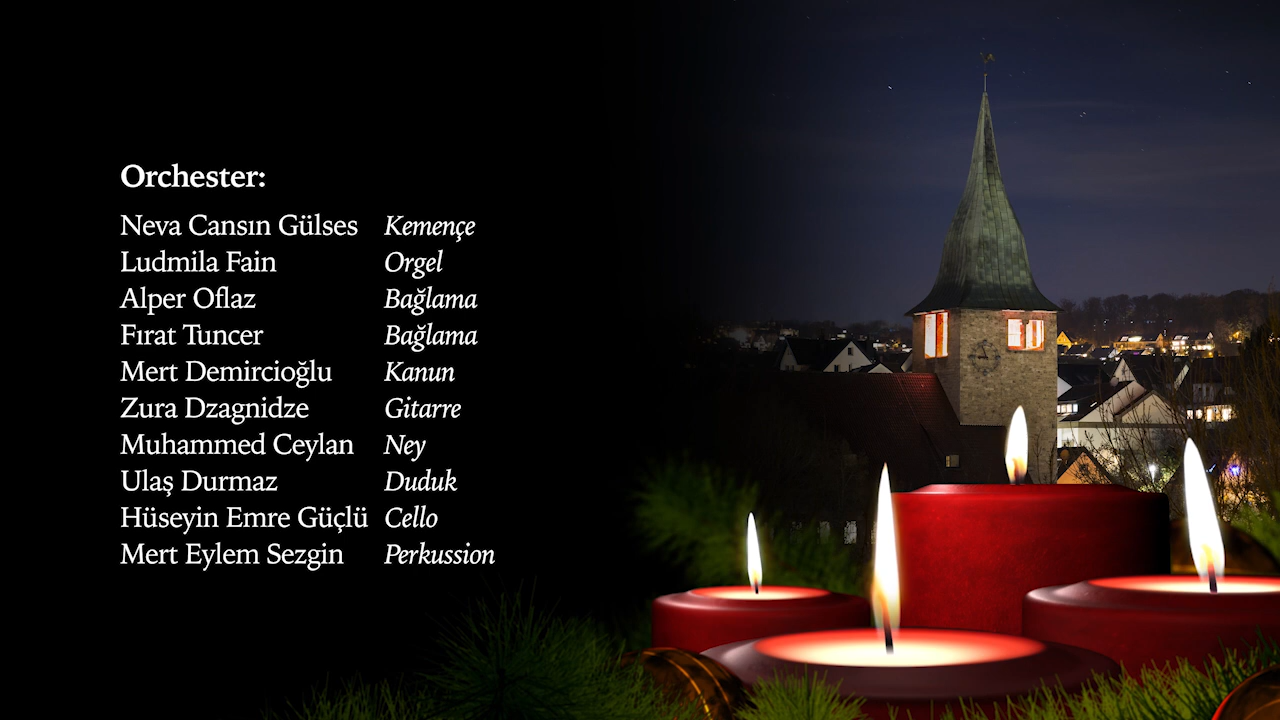 Orchester:
Neva Cansın Gülses Kemençe
Ludmila Fain Orgel
Alper Oflaz Bağlama
Fırat Tuncer Bağlama
Mert Demircioğlu Kanun
Zura Dzagnidze Gitarre
Muhammed Ceylan Ney
Ulaş Durmaz Duduk
Hüseyin Emre Güçlü Cello
Mert Eylem Sezgin Perkussion